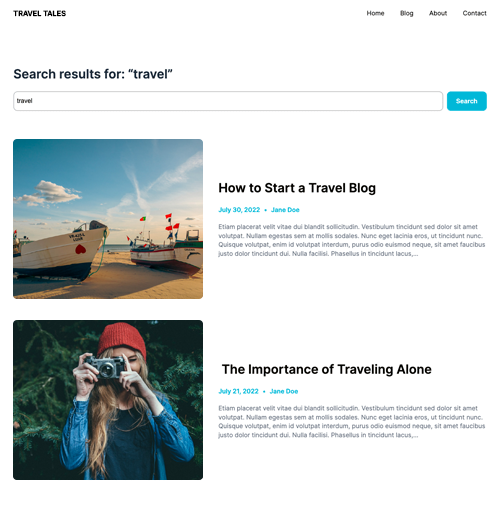 TRAVEL TALES
Home Blog About Contact
Search results for: “travel”
travel
Search
How to Start a Travel Blog
July 30, 2022 • Jane Doe
Etiam placerat velit vitae dui blandit sollicitudin. Vestibulum tincidunt sed dolor sit amet
volutpat. Nullam egestas sem at mollis sodales. Nunc eget lacinia eros, ut tincidunt nunc.
Quisque volutpat, enim id volutpat interdum, purus odio euismod neque, sit amet faucibus
justo dolor tincidunt dui. Nulla facilisi. Phasellus in tincidunt lacus,...
The Importance of Traveling Alone
July 21, 2022 • Jane Doe
Etiam placerat velit vitae dui blandit sollicitudin. Vestibulum tincidunt sed dolor sit amet
volutpat. Nullam egestas sem at mollis sodales. Nunc eget lacinia eros, ut tincidunt nunc.
Quisque volutpat, enim id volutpat interdum, purus odio euismod neque, sit amet faucibus
justo dolor tincidunt dui. Nulla facilisi. Phasellus in tincidunt lacus,...